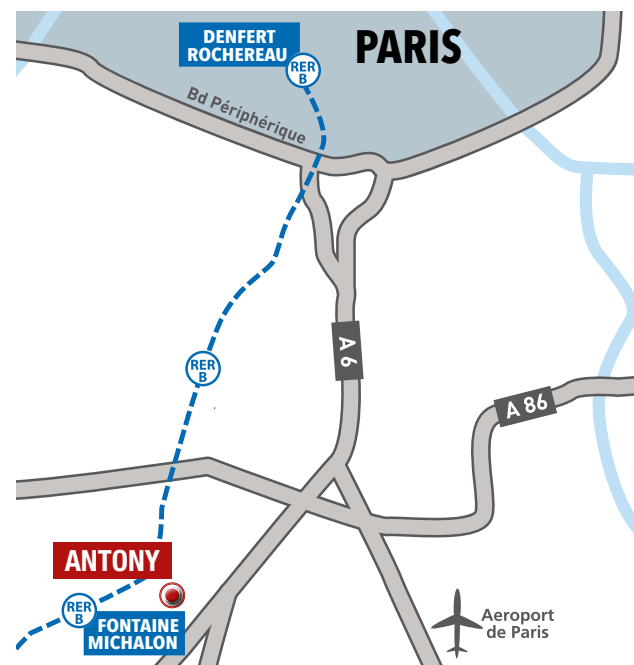 DENFERT
ROCHEREAU
PARIS
RER
B
Bd Périphérique
A 6
RER
B
A 86
ANTONY
RER
B
FONTAINE
MICHALON
Aeroport
de Paris